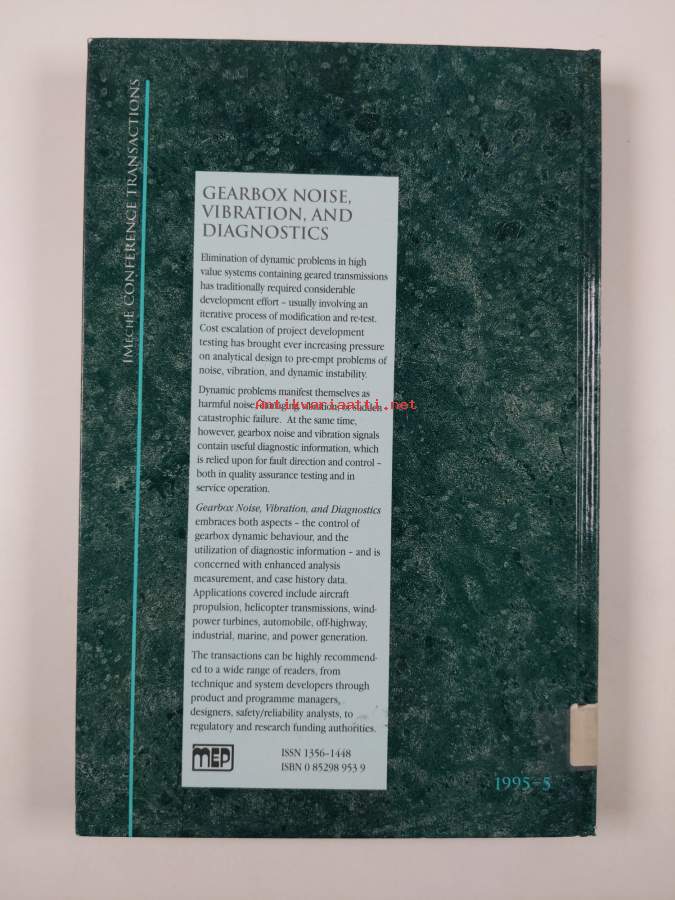 IMechE CONFERENCE TRANSACTIONS
GEARBOX NOISE,
VIBRATION, AND
DIAGNOSTICS
Elimination of dynamic problems in high
value systems containing geared transmissions
has traditionally required considerable
development effort – usually involving an
iterative process of modification and re-test.
Cost escalation of project development
testing has brought ever increasing pressure
on analytical design to pre-empt problems of
noise, vibration, and dynamic instability.
Dynamic problems manifest themselves as
harmful noise, damaging vibration, or sudden
Antikvariaatti.net
catastrophic failure. At the same time,
however, gearbox noise and vibration signals
contain useful diagnostic information, which
is relied upon for fault direction and control –
both in quality assurance testing and in
service operation.
Gearbox Noise, Vibration, and Diagnostics
embraces both aspects – the control of
gearbox dynamic behaviour, and the
utilization of diagnostic information – and is
concerned with enhanced analysis
measurement, and case history data.
Applications covered include aircraft
propulsion, helicopter transmissions, wind-
power turbines, automobile, off-highway,
industrial, marine, and power generation.
The transactions can be highly recommend-
ed to a wide range of readers, from
technique and system developers through
product and programme managers,
designers, safety/reliability analysts, to
regulatory and research funding authorities.
MEP
ISSN 1356–1448
ISBN 0 85298 953 9
1995–5